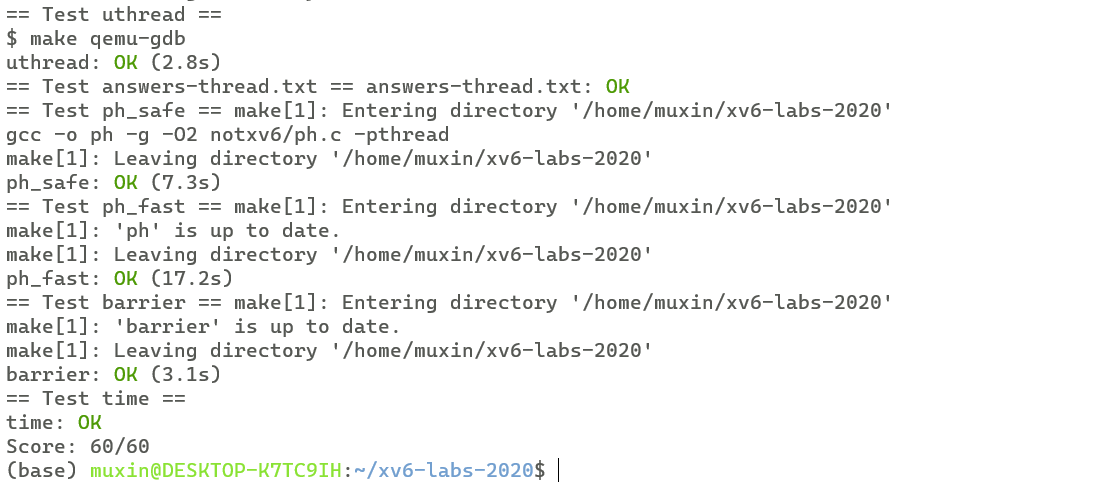 == Test uthread ==
$ make qemu-gdb
uthread: OK (2.8s)
== Test answers-thread.txt == answers-thread.txt: OK
== Test ph_safe == make[1]: Entering directory '/home/muxin/xv6-labs-2020'
gcc -o ph -g -O2 notxv6/ph.c -pthread
make[1]: Leaving directory '/home/muxin/xv6-labs-2020'
ph_safe: OK (7.3s)
== Test ph_fast == make[1]: Entering directory '/home/muxin/xv6-labs-2020'
make[1]: 'ph' is up to date.
make[1]: Leaving directory '/home/muxin/xv6-labs-2020'
ph_fast: OK (17.2s)
== Test barrier == make[1]: Entering directory '/home/muxin/xv6-labs-2020'
make[1]: 'barrier' is up to date.
make[1]: Leaving directory '/home/muxin/xv6-labs-2020'
barrier: OK (3.1s)
== Test time ==
time: OK
Score: 60/60
(base) muxin@DESKTOP-K7TC9IH:~/xv6-labs-2020$